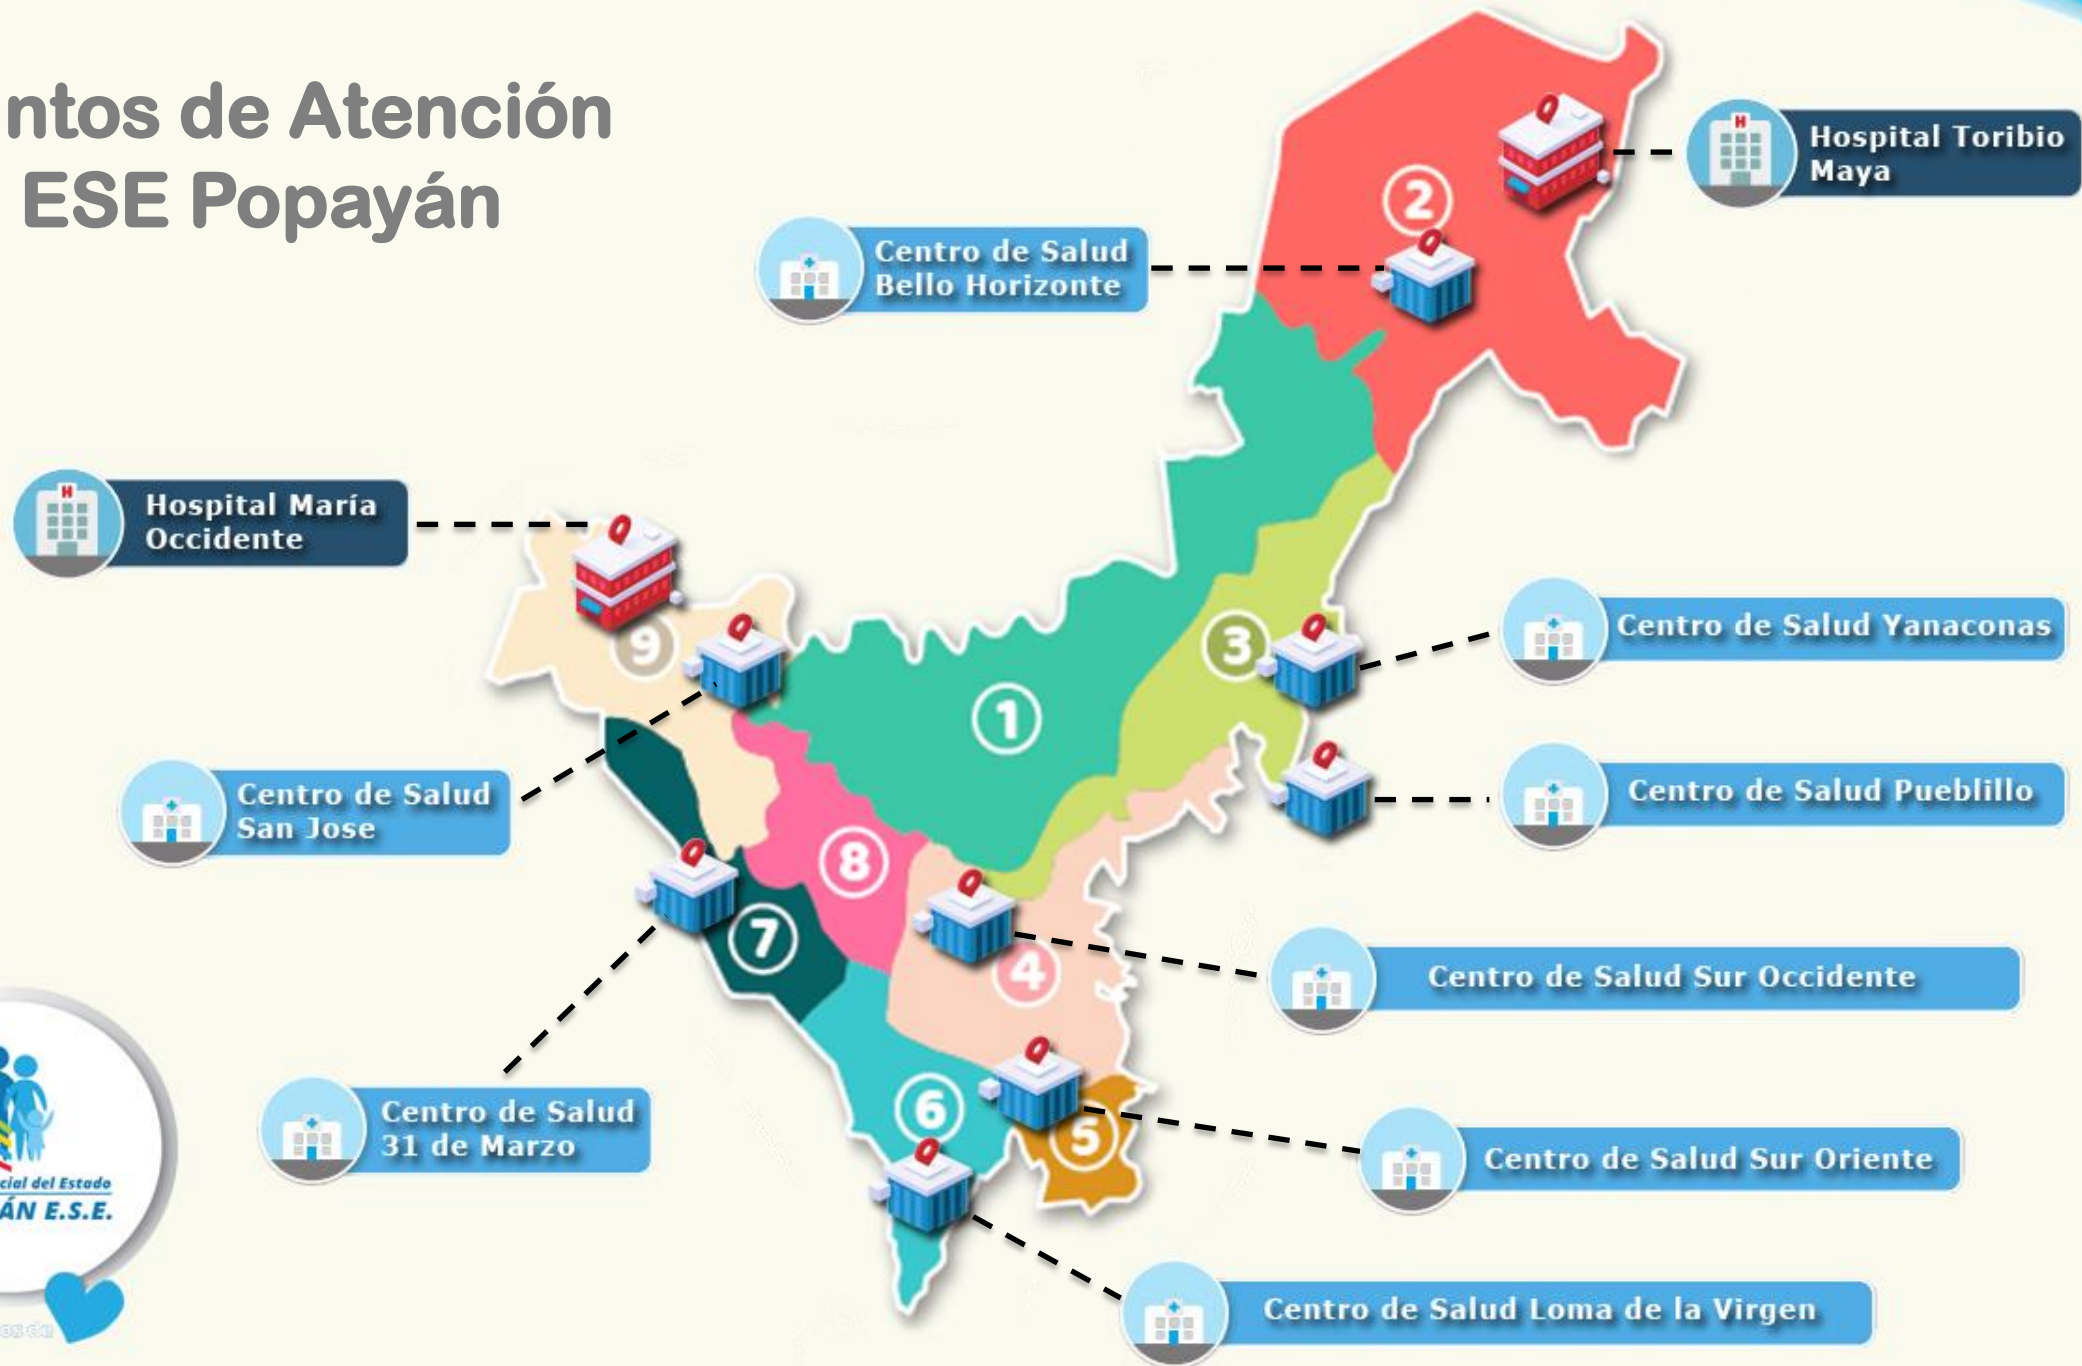 ntos de Atención
ESE Popayán
Hospital Toribio
Maya
Centro de Salud
Bello Horizonte
2
Hospital María
Occidente
9
3
Centro de Salud Yanaconas
1
Centro de Salud
San Jose
Centro de Salud Pueblillo
8
7
4
Centro de Salud Sur Occidente
Centro de Salud
31 de Marzo
6
5
Centro de Salud Sur Oriente
cial del Estado
ÁN E.S.E.
Centro de Salud Loma de la Virgen